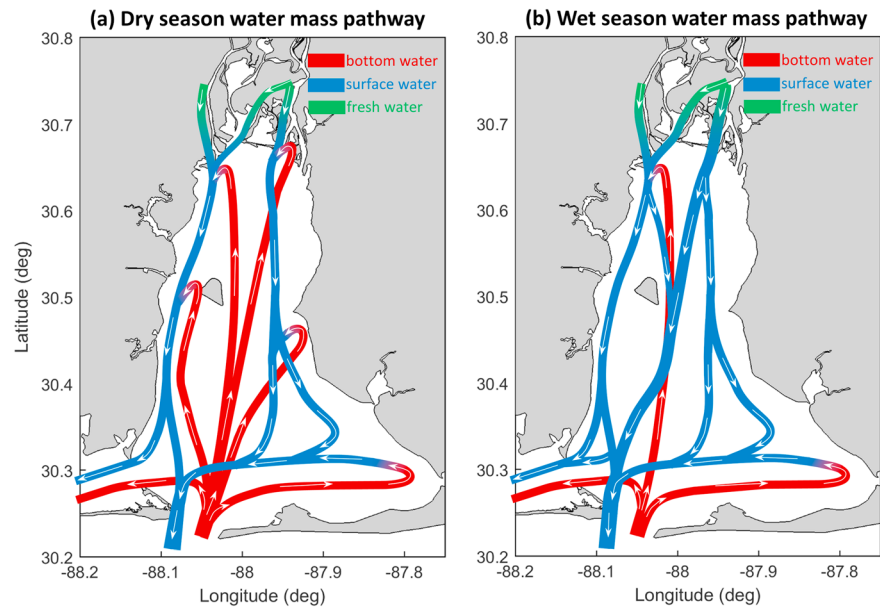 (a) Dry season water mass pathway
(b) Wet season water mass pathway
30.8
30.7
30.6
30.5
30.4
30.3
30.2
Latitude (deg)
bottom water
surface water
fresh water
-88.2
-88.1
-88
-87.9
-87.8
Longitude (deg)
30.8
30.7
30.6
30.5
30.4
30.3
30.2
bottom water
surface water
fresh water
-88.2
-88.1
-88
-87.9
-87.8
Longitude (deg)